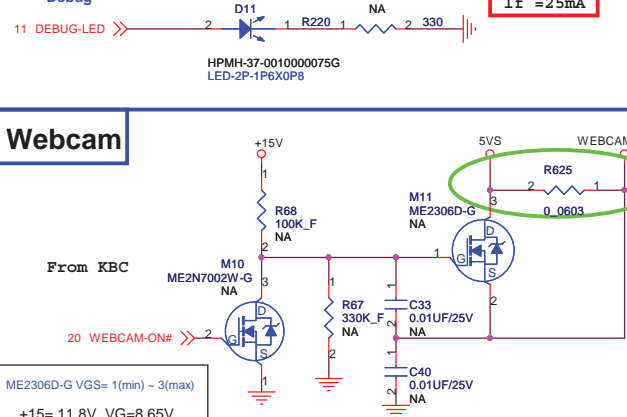 Debug
If =25mA
D11
NA
11 DEBUG-LED
2
1
R220
1
2
330
HPMH-37-0010000075G
LED-2P-1P6X0P8
Webcam
+15V
5VS
WEBCAM
1
R68
100K_F
NA
2
R625
2
1
0_0603
M11
ME2306D-G
NA
3
D
G
S
1
2
From KBC
M10
ME2N7002W-G
NA
3
D
G
S
2
1
20 WEBCAM-ON#
1
R67
330K_F
NA
2
1
C33
0.01UF/25V
NA
2
1
C40
0.01UF/25V
NA
2
ME2306D-G VGS= 1(min) ~ 3(max)
+15= 11.8V, VG=8.65V